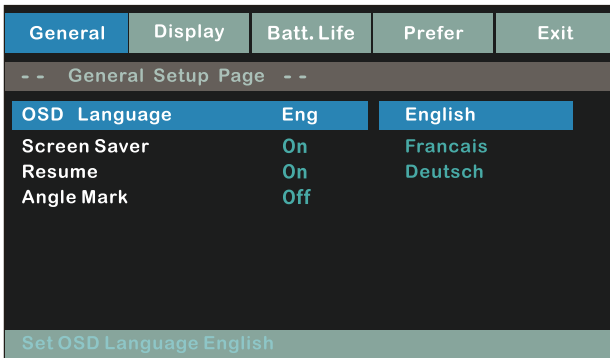 General Display Batt. Life Prefer Exit
-- General Setup Page --
OSD Language Eng English
Screen Saver On Francais
Resume On Deutsch
Angle Mark Off
Set OSD Language English